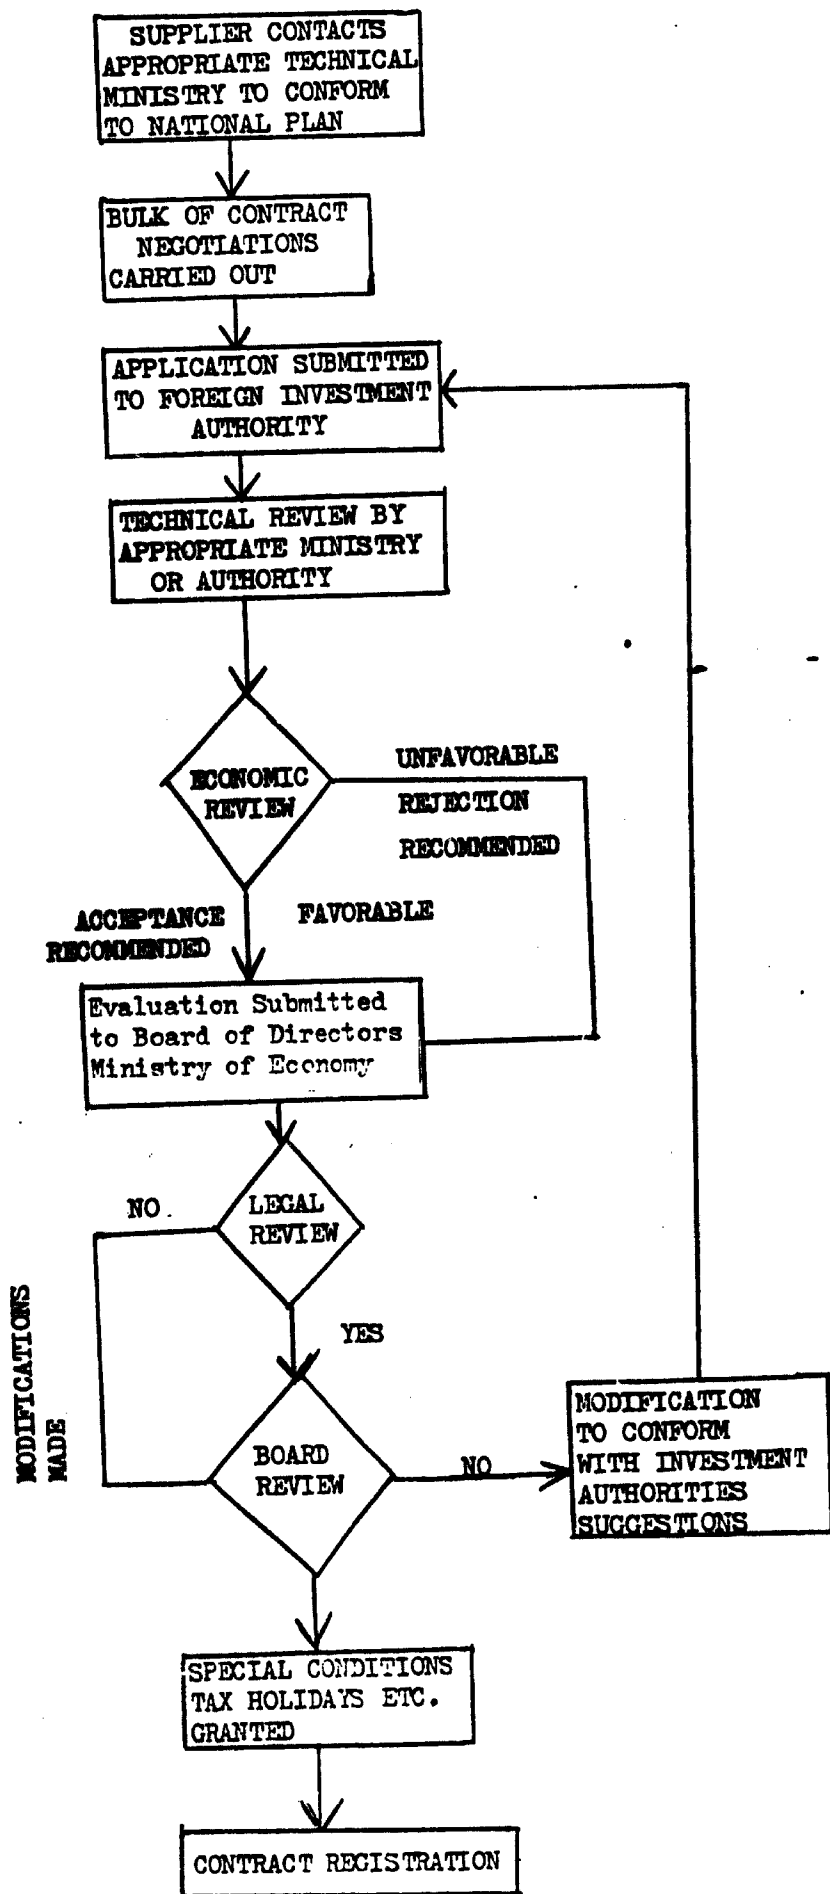 SUPPLIER CONTACTS
APPROPRIATE TECHNICAL
MINISTRY TO CONFORM
TO NATIONAL PLAN
BULK OF CONTRACT
NEGOTIATIONS
CARRIED OUT
APPLICATION SUBMITTED
TO FOREIGN INVESTMENT
AUTHORITY
TECHNICAL REVIEW BY
APPROPRIATE MINISTRY
OR AUTHORITY
ECONOMIC
REVIEW
UNFAVORABLE
REJECTION
RECOMMENDED
ACCEPTANCE
RECOMMENDED
FAVORABLE
Evaluation Submitted
to Board of Directors
Ministry of Economy
LEGAL
REVIEW
NO.
YES
MODIFICATIONS
MADE
BOARD
REVIEW
NO
MODIFICATION
TO CONFORM
WITH INVESTMENT
AUTHORITIES
SUGGESTIONS
SPECIAL CONDITIONS
TAX HOLIDAYS ETC.
GRANTED
CONTRACT REGISTRATION